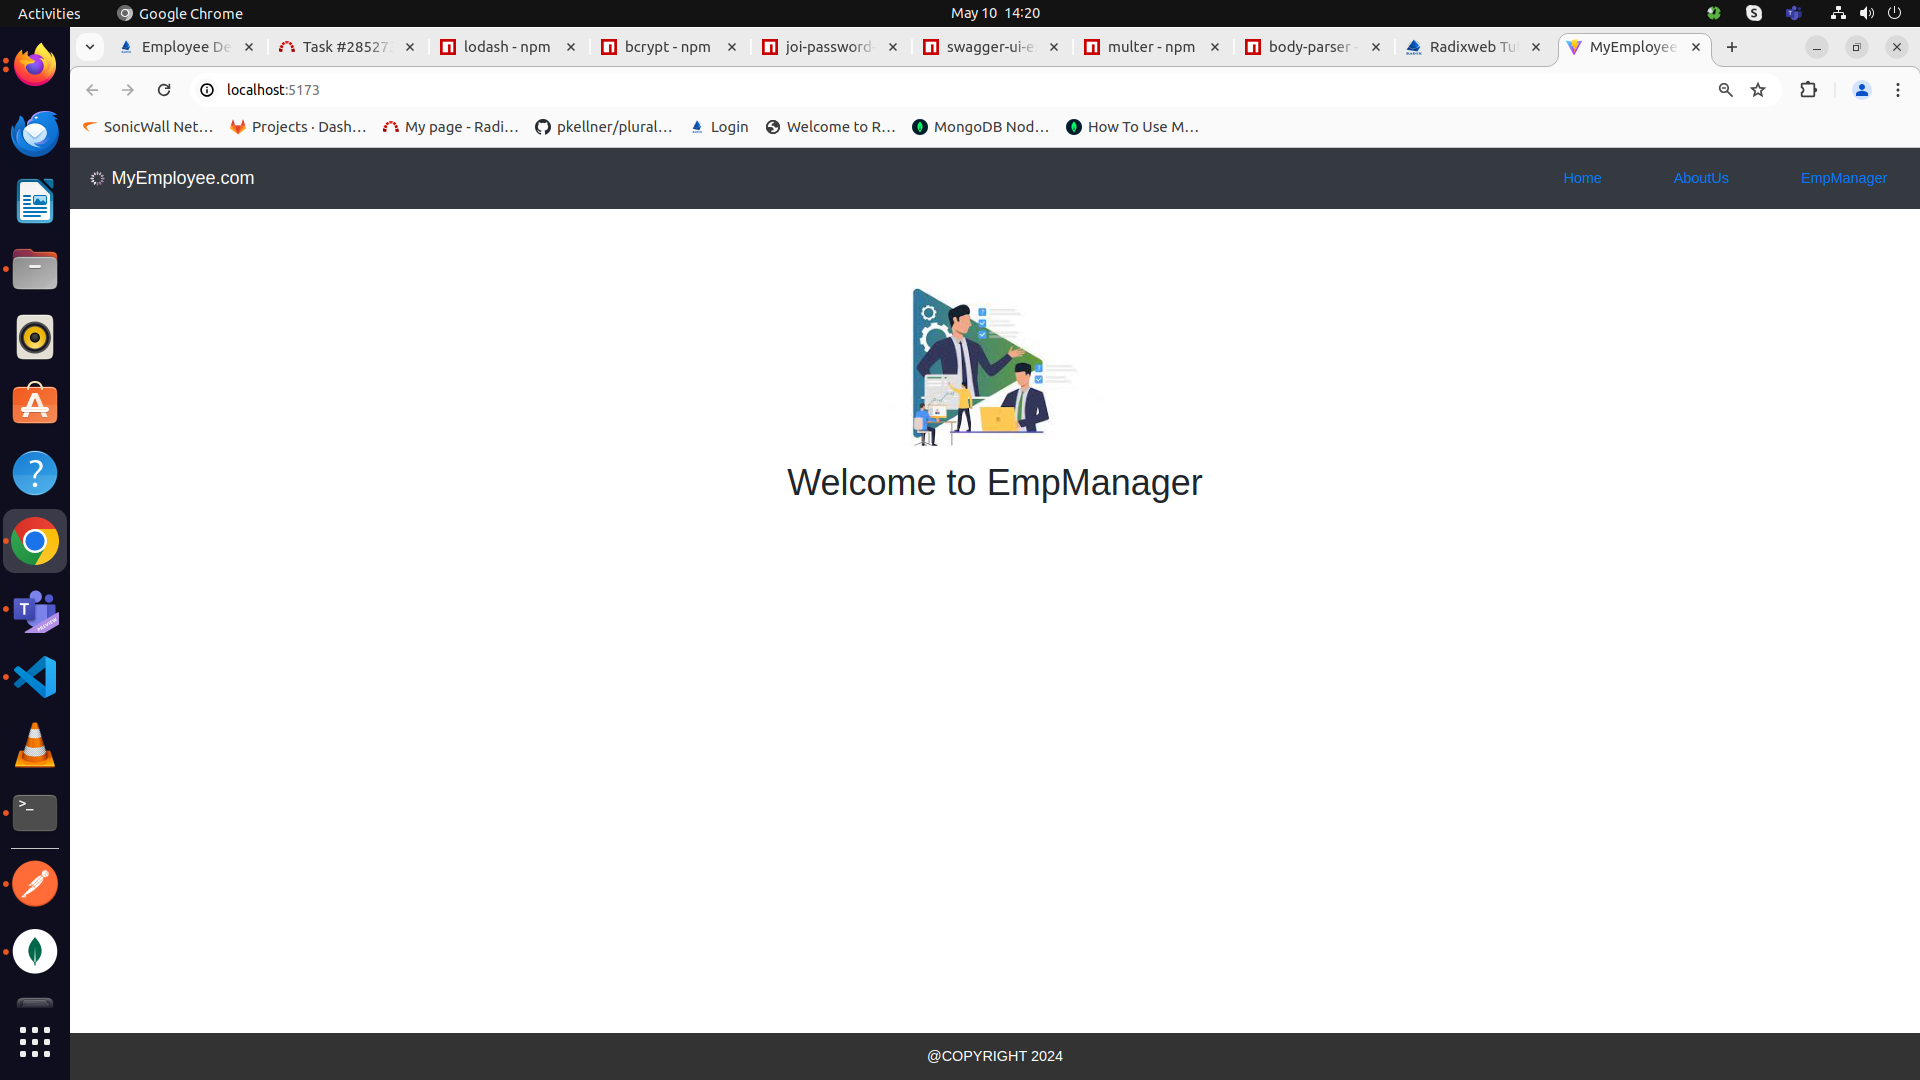 Activities
Google Chrome
May 10 14:20
Employee De
Task #28527
lodash - npm
bcrypt - npm
joi-password-
swagger-ui-e
multer - npm
body-parser -
Radixweb Tu
MyEmployee
localhost:5173
SonicWall Net…
Projects · Dash…
My page - Radi…
pkellner/plural…
Login
Welcome to R…
MongoDB Nod…
How To Use M…
MyEmployee.com
Home
AboutUs
EmpManager
Welcome to EmpManager
@COPYRIGHT 2024